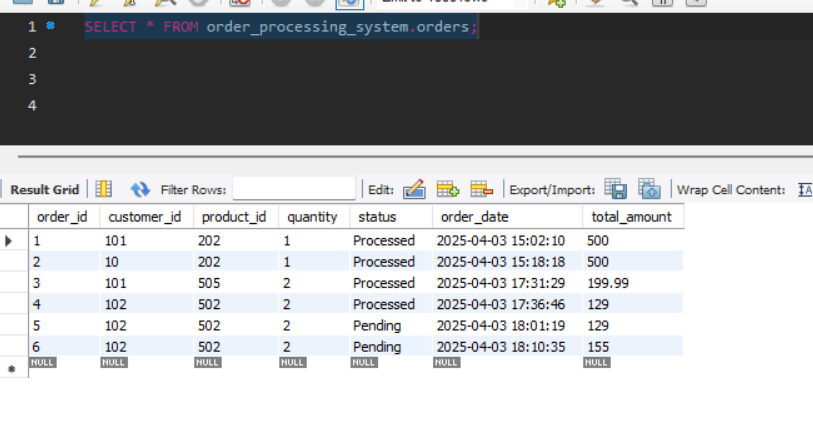 1 SELECT * FROM order_processing_system.orders;
2
3
4
Result Grid Filter Rows: Edit: Export/Import: Wrap Cell Content:
order_id customer_id product_id quantity status order_date total_amount
1 101 202 1 Processed 2025-04-03 15:02:10 500
2 10 202 1 Processed 2025-04-03 15:18:18 500
3 101 505 2 Processed 2025-04-03 17:31:29 199.99
4 102 502 2 Processed 2025-04-03 17:36:46 129
5 102 502 2 Pending 2025-04-03 18:01:19 129
6 102 502 2 Pending 2025-04-03 18:10:35 155
NULL NULL NULL NULL NULL NULL NULL